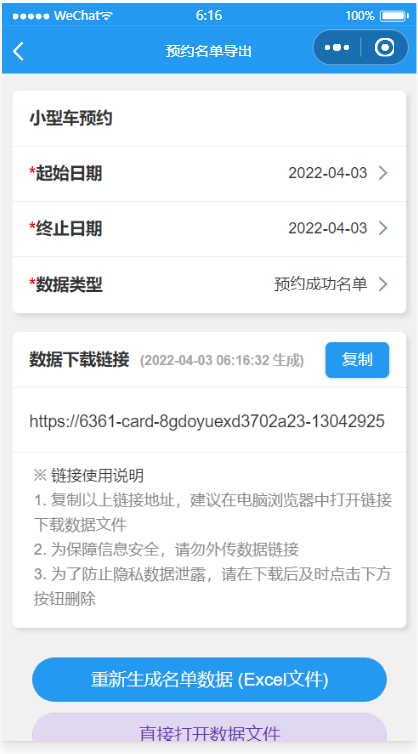 WeChat 6:16 100%
预约名单导出
小型车预约
*起始日期 2022-04-03
*终止日期 2022-04-03
*数据类型 预约成功名单
数据下载链接 (2022-04-03 06:16:32 生成) 复制
https://6361-card-8gdoyuexd3702a23-13042925
※ 链接使用说明
1. 复制以上链接地址，建议在电脑浏览器中打开链接
下载数据文件
2. 为保障信息安全，请勿外传数据链接
3. 为了防止隐私数据泄露，请在下载后及时点击下方
按钮删除
重新生成名单数据 (Excel文件)
直接打开数据文件